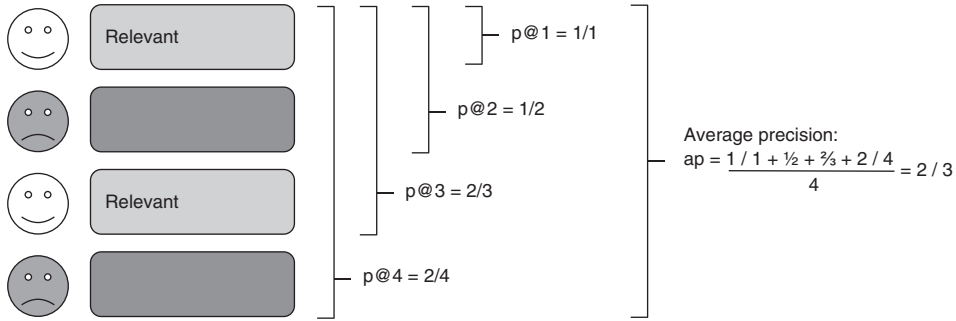 Relevant
p@1 = 1/1
p@2 = 1/2
Relevant
p@3 = 2/3
p@4 = 2/4
Average precision:
ap = 1 / 1 + ½ + ⅔ + 2 / 4 = 2 / 3
4